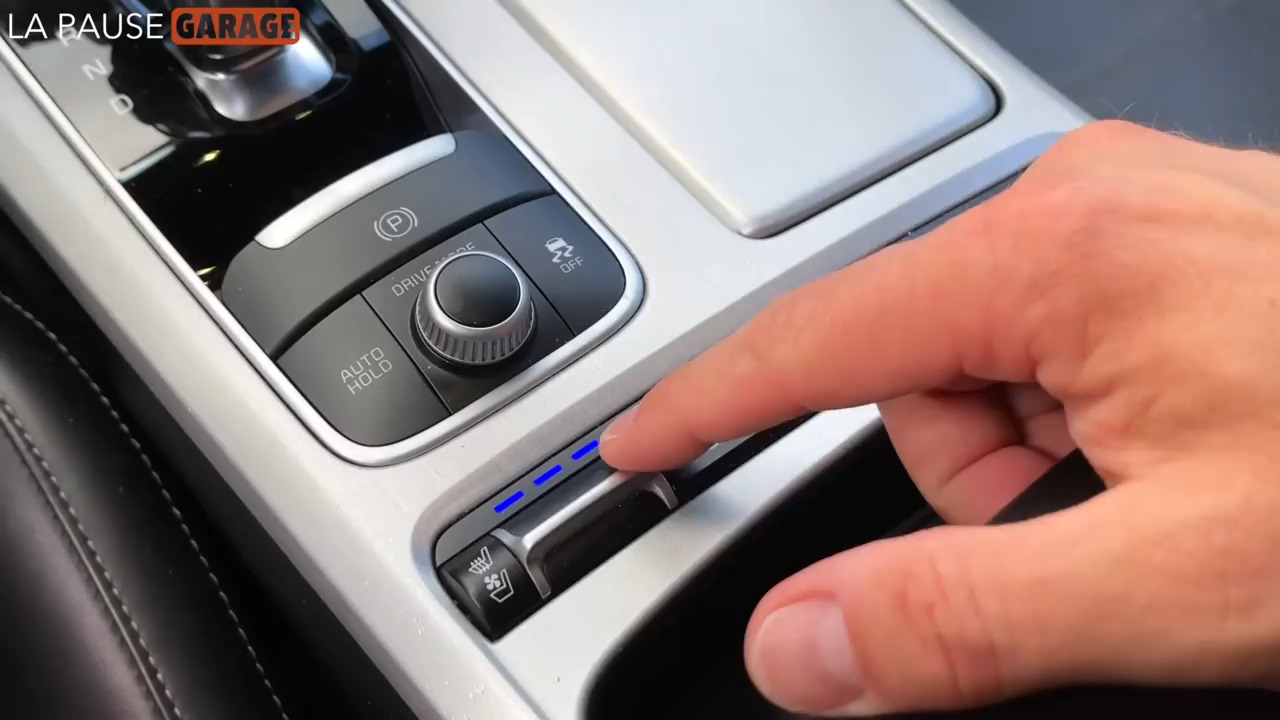 LA PAUSE GARAGE
N
D
P
DRIVE MODE
OFF
AUTO
HOLD